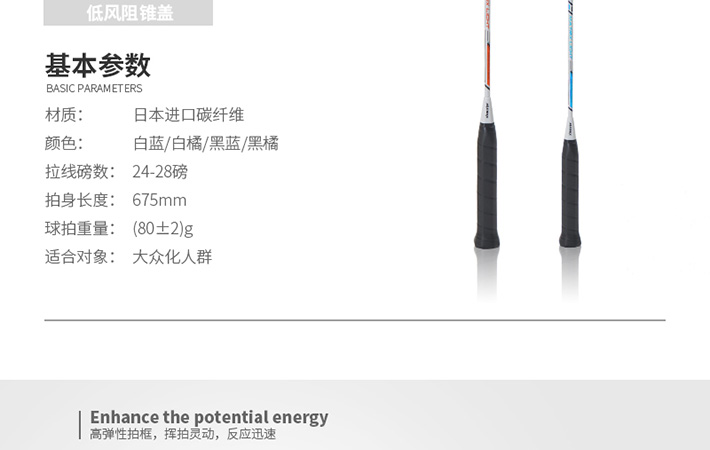 低风阻锥盖
基本参数
BASIC PARAMETERS
材质： 日本进口碳纤维
颜色： 白蓝/白橘/黑蓝/黑橘
拉线磅数： 24-28磅
拍身长度： 675mm
球拍重量： (80±2)g
适合对象： 大众化人群
Enhance the potential energy
高弹性拍框，挥拍灵动，反应迅速